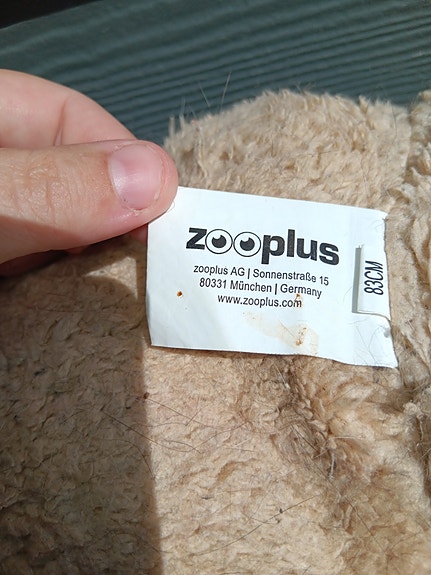 zooplus
zooplus AG | Sonnenstraße 15
80331 München | Germany
www.zooplus.com
83CM